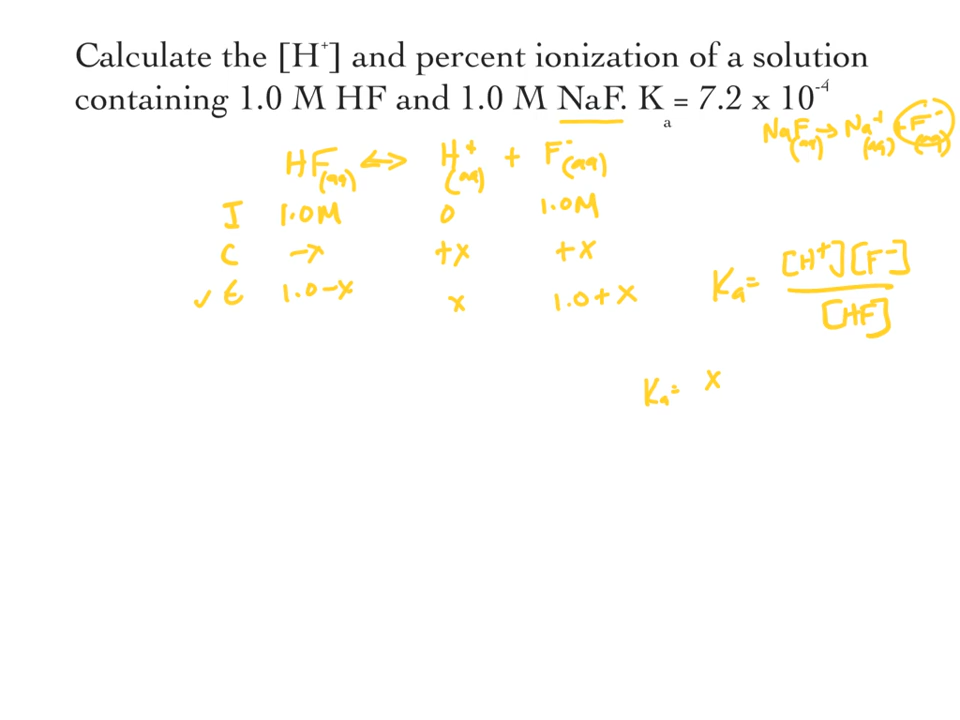 Calculate the [H⁺] and percent ionization of a solution
containing 1.0 M HF and 1.0 M NaF. Kₐ = 7.2 x 10⁻⁴
NaF(aq) → Na⁺(aq) + F⁻(aq)
HF(aq) ↔ H⁺(aq) + F⁻(aq)
I 1.0M 0 1.0M
C -x +x +x
✓ E 1.0-x x 1.0+x
Kₐ= [H⁺][F⁻]
[HF]
Kₐ= x